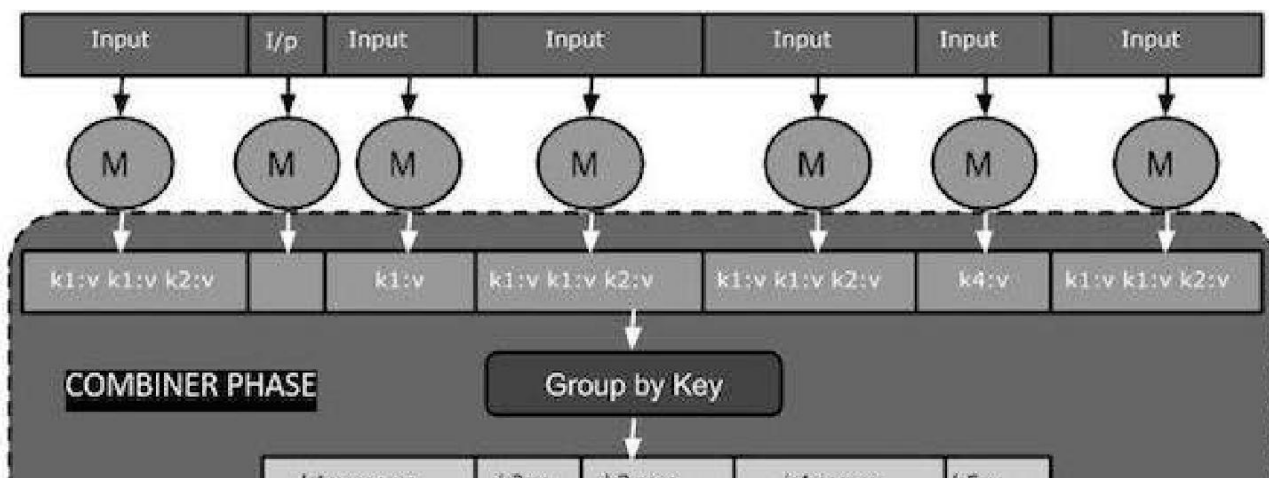 Input I/p Input Input Input Input Input
M M M M M M M
k1:v k1:v k2:v k1:v k1:v k1:v k2:v k1:v k1:v k2:v k4:v k1:v k1:v k2:v
COMBINER PHASE Group by Key